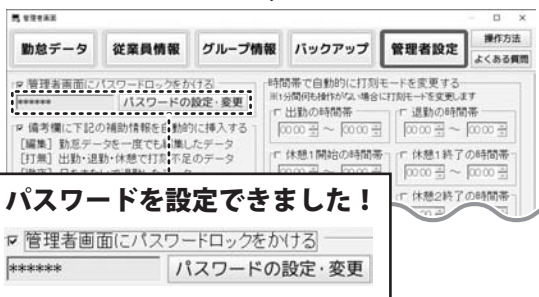 管理者画面
勤怠データ
従業員情報
グループ情報
バックアップ
管理者設定
操作方法
よくある質問
管理者画面にパスワードロックをかける
****** パスワードの設定・変更
備考欄に下記の補助情報を自動的に挿入する
[編集] 勤怠データを一度でも編集したデータ
[打無] 出勤・退勤・休憩で打刻不足のデータ
時間帯で自動的に打刻モードを変更する
※1分間何も操作がない場合に打刻モードを変更します
出勤の時間帯
00:00 ～ 00:00
退勤の時間帯
00:00 ～ 00:00
休憩1開始の時間帯
00:00 ～ 00:00
休憩1終了の時間帯
00:00 ～ 00:00
休憩2終了の時間帯
パスワードを設定できました！
管理者画面にパスワードロックをかける
****** パスワードの設定・変更